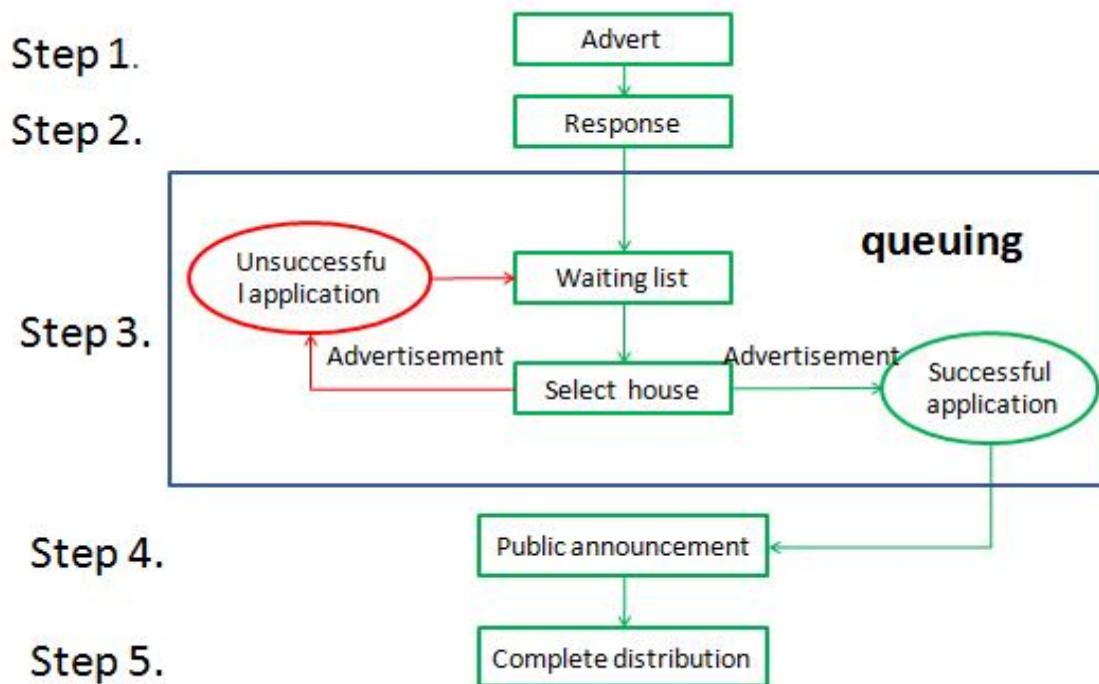 Step 1.
Advert
Step 2.
Response
queuing
Unsuccessfu
l application
Waiting list
Step 3.
Advertisement
Advertisement
Select house
Successful
application
Step 4.
Public announcement
Step 5.
Complete distribution